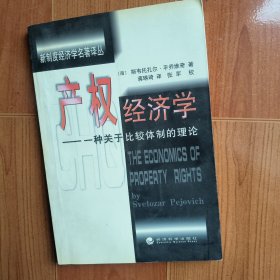 新制度经济学名著译丛
[南] 斯韦托扎尔·平乔维奇 著
蒋琳琦 译 张军 校
产权经济学
——一种关于比较体制的理论
THE ECONOMICS OF
PROPERTY RIGHTS
by
Svetozar Pejovich
经济科学出版社